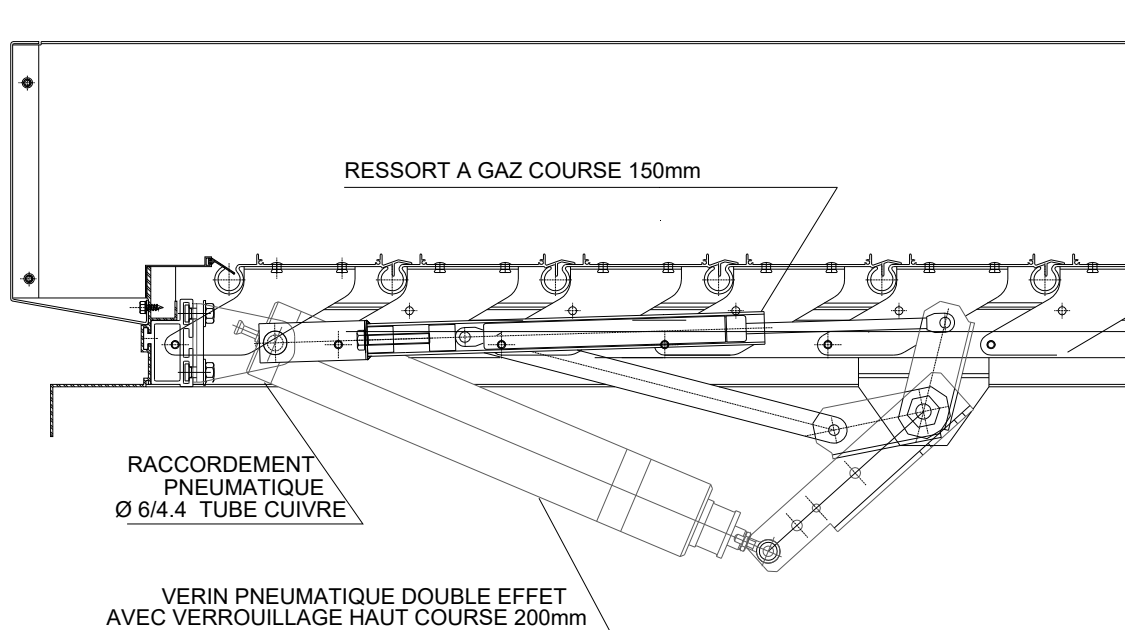 RESSORT A GAZ COURSE 150mm
RACCORDEMENT
PNEUMATIQUE
Ø 6/4.4 TUBE CUIVRE
VERIN PNEUMATIQUE DOUBLE EFFET
AVEC VERROUILLAGE HAUT COURSE 200mm